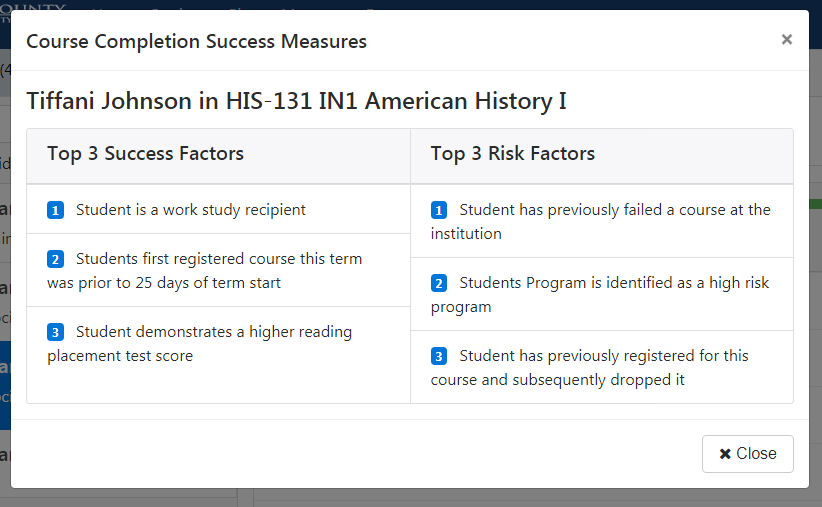 OUNTY
Course Completion Success Measures
×
(4
Tiffani Johnson in HIS-131 IN1 American History I
Top 3 Success Factors
Top 3 Risk Factors
1 Student is a work study recipient
2 Students first registered course this term
was prior to 25 days of term start
3 Student demonstrates a higher reading
placement test score
1 Student has previously failed a course at the
institution
2 Students Program is identified as a high risk
program
3 Student has previously registered for this
course and subsequently dropped it
✖ Close